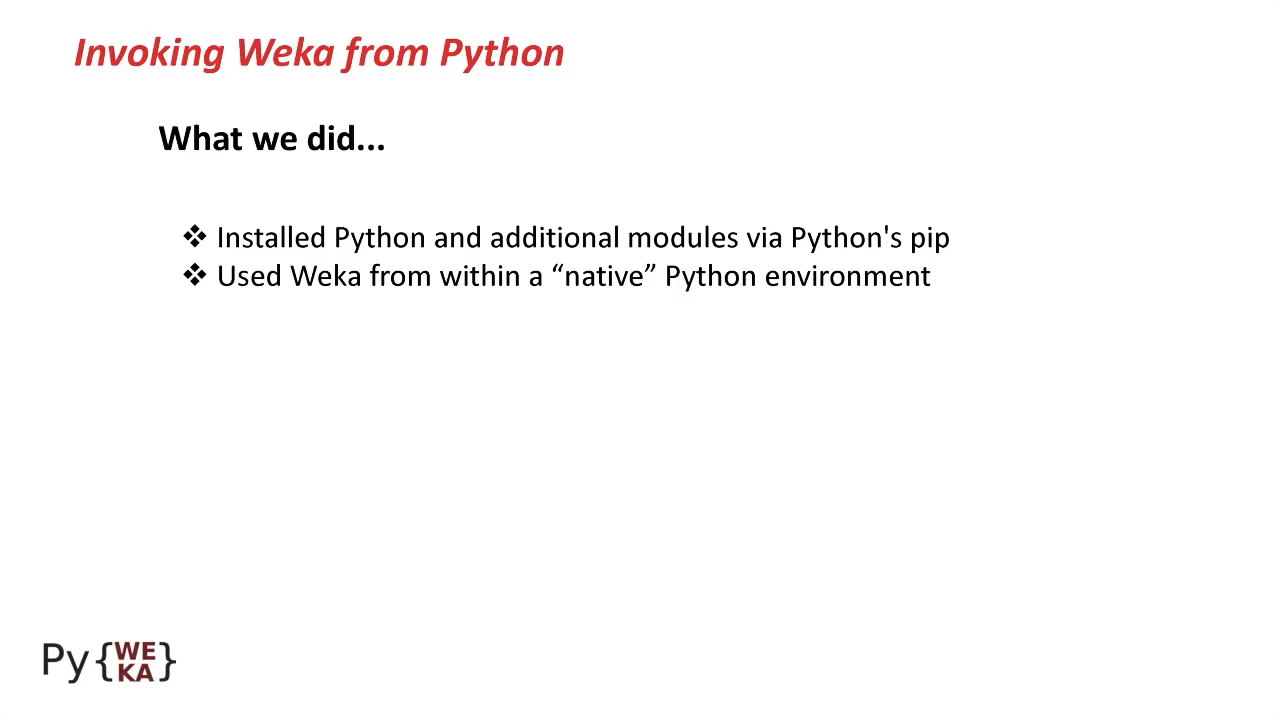 Invoking Weka from Python
What we did...
❖ Installed Python and additional modules via Python's pip
❖ Used Weka from within a “native” Python environment
Py{WE
KA}